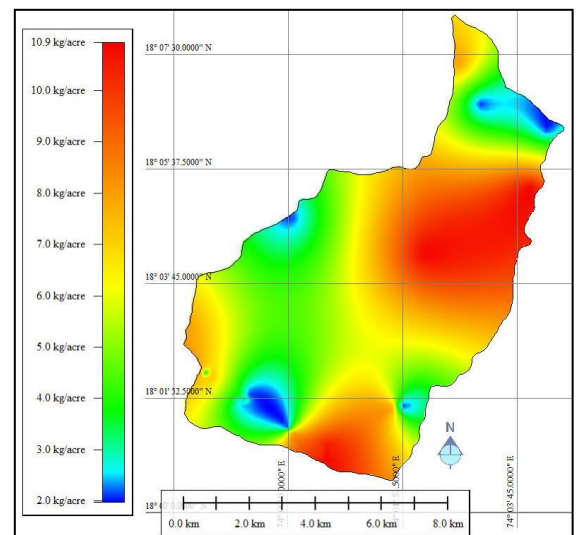 10.9 kg/acre
10.0 kg/acre
9.0 kg/acre
8.0 kg/acre
7.0 kg/acre
6.0 kg/acre
5.0 kg/acre
4.0 kg/acre
3.0 kg/acre
2.0 kg/acre
18° 07' 30.0000" N
18° 05' 37.5000" N
18° 03' 45.0000" N
18° 01' 52.5000" N
N
74° 03' 45.0000" E
0.0 km 2.0 km 4.0 km 6.0 km 8.0 km